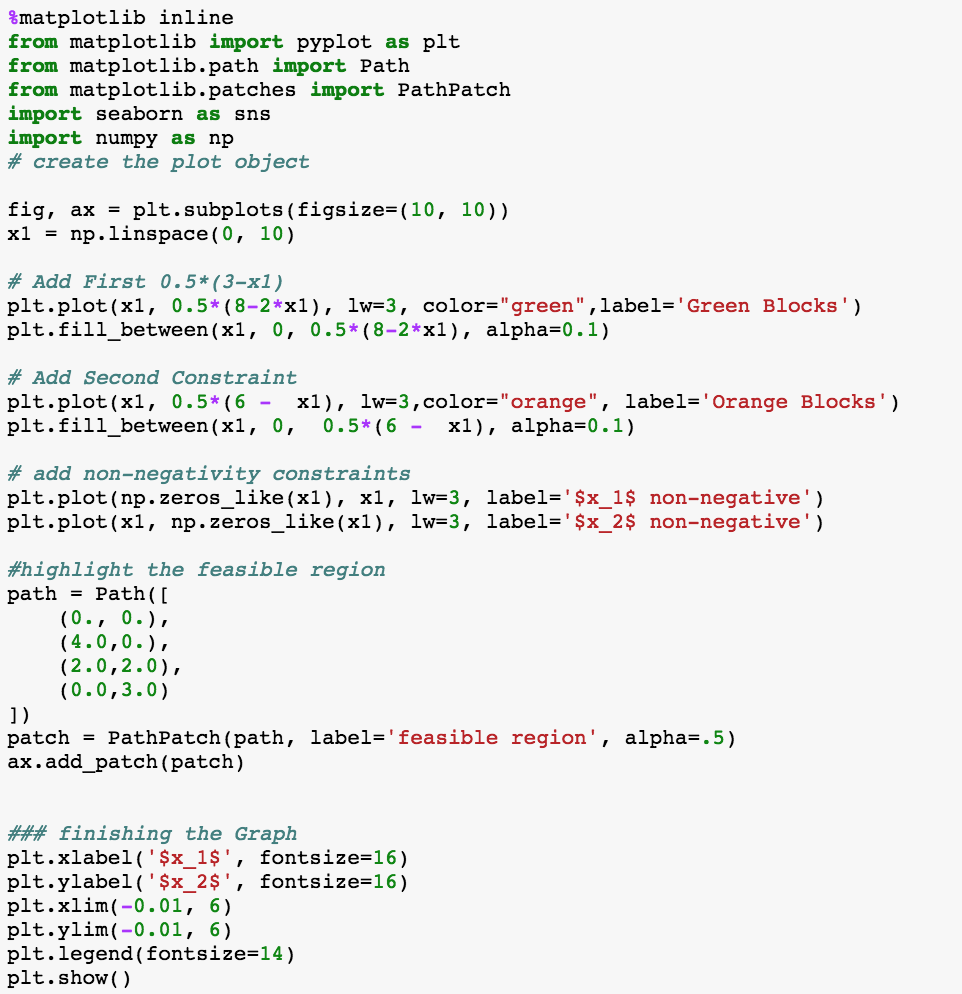 %matplotlib inline
from matplotlib import pyplot as plt
from matplotlib.path import Path
from matplotlib.patches import PathPatch
import seaborn as sns
import numpy as np
# create the plot object

fig, ax = plt.subplots(figsize=(10, 10))
x1 = np.linspace(0, 10)

# Add First 0.5*(3-x1)
plt.plot(x1, 0.5*(8-2*x1), lw=3, color="green",label='Green Blocks')
plt.fill_between(x1, 0, 0.5*(8-2*x1), alpha=0.1)

# Add Second Constraint
plt.plot(x1, 0.5*(6 -  x1), lw=3,color="orange", label='Orange Blocks')
plt.fill_between(x1, 0,  0.5*(6 -  x1), alpha=0.1)

# add non-negativity constraints
plt.plot(np.zeros_like(x1), x1, lw=3, label='$x_1$ non-negative')
plt.plot(x1, np.zeros_like(x1), lw=3, label='$x_2$ non-negative')

#highlight the feasible region
path = Path([
    (0., 0.),
    (4.0,0.),
    (2.0,2.0),
    (0.0,3.0)
])
patch = PathPatch(path, label='feasible region', alpha=.5)
ax.add_patch(patch)


### finishing the Graph
plt.xlabel('$x_1$', fontsize=16)
plt.ylabel('$x_2$', fontsize=16)
plt.xlim(-0.01, 6)
plt.ylim(-0.01, 6)
plt.legend(fontsize=14)
plt.show()